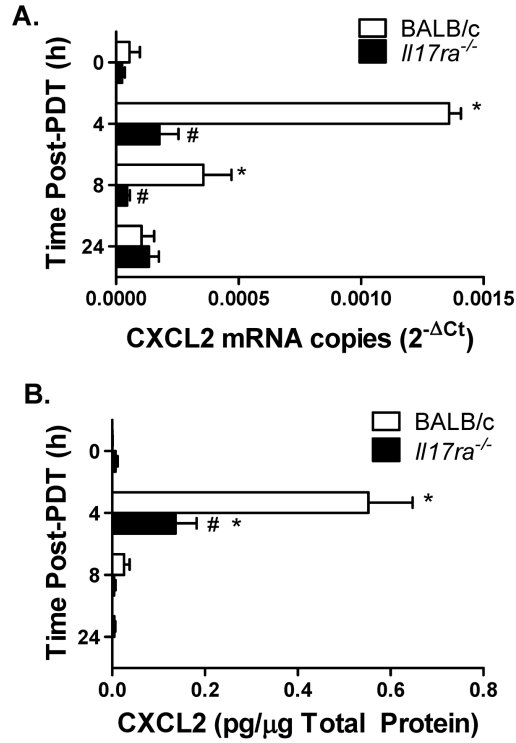 A.
BALB/c
Il17ra-/-
Time Post-PDT (h)
0
4
8
24
*
#
*
#
0.0000 0.0005 0.0010 0.0015
CXCL2 mRNA copies (2-ΔCt)
B.
BALB/c
Il17ra-/-
Time Post-PDT (h)
0
4
8
24
*
# *
0.0 0.2 0.4 0.6 0.8
CXCL2 (pg/µg Total Protein)